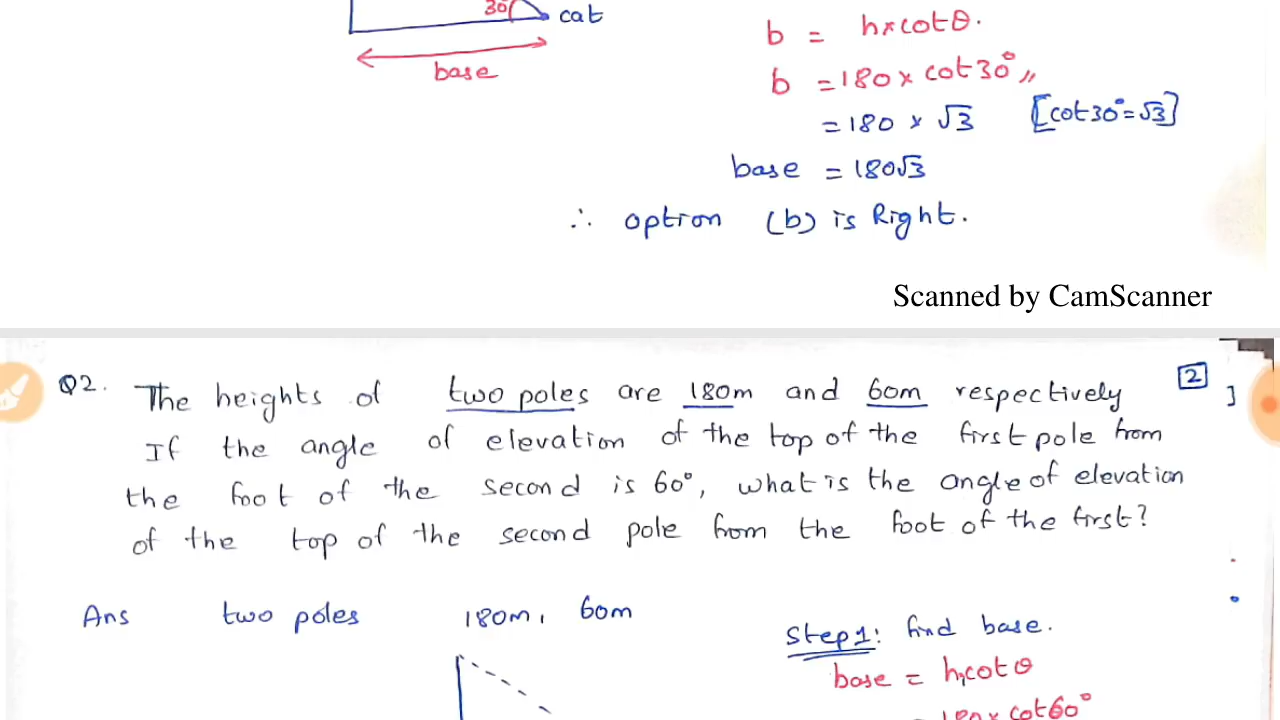 30 cat
base
b = h×cotθ.
b = 180 × cot30°,,
= 180 × √3 [cot30°=√3]
base = 180√3
∴ option (b) is Right.
Scanned by CamScanner
Q2. The heights of two poles are 180m and 60m respectively
2
If the angle of elevation of the top of the first pole from
the foot of the second is 60°, what is the angle of elevation
of the top of the second pole from the foot of the first?
Ans two poles 180m, 60m
Step1: find base.
base = h₁cotθ
= 180 × cot60°